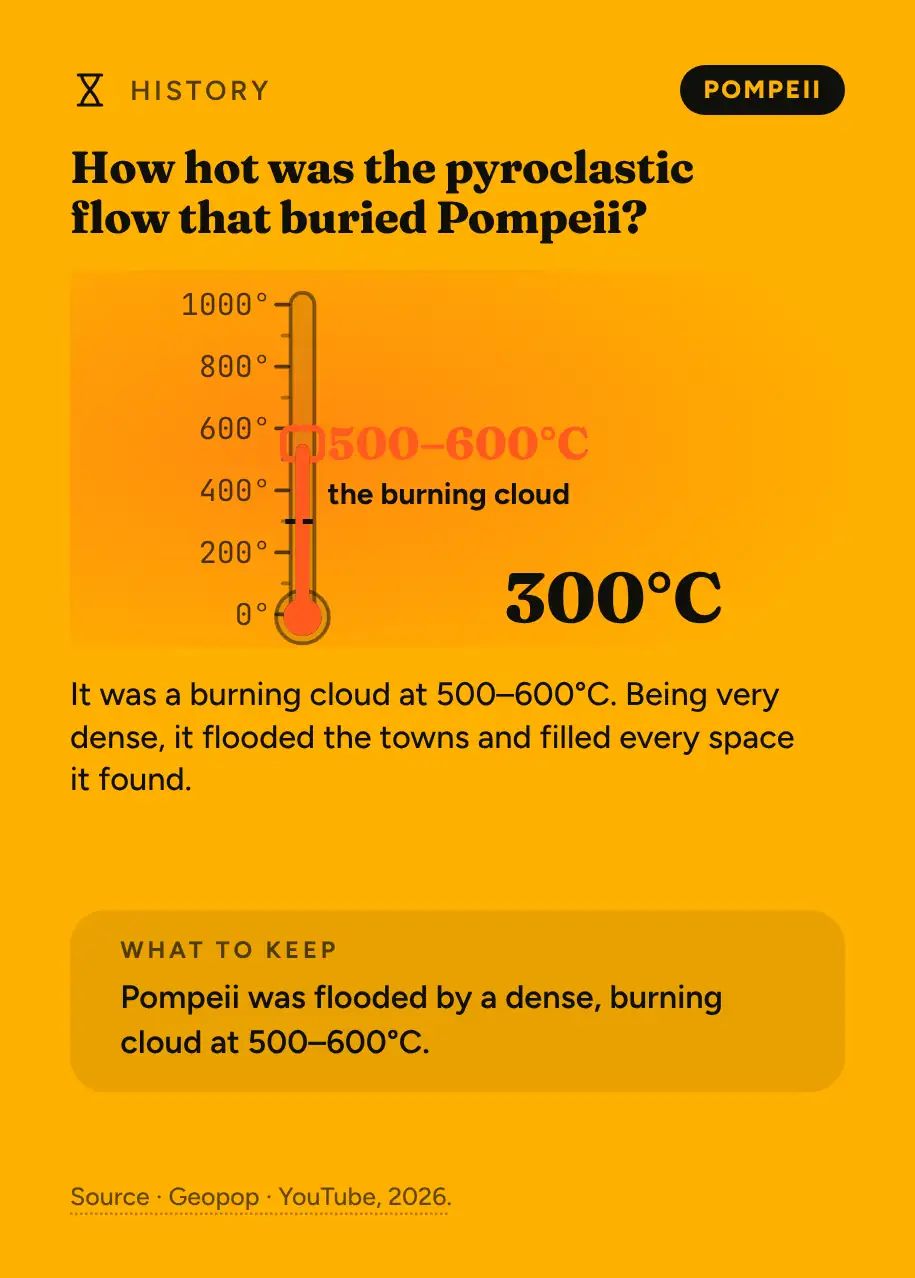 HISTORY
POMPEII
How hot was the pyroclastic
flow that buried Pompeii?
1000°
800°
600°
500–600°C
400°
the burning cloud
200°
300°C
0°
It was a burning cloud at 500–600°C. Being very
dense, it flooded the towns and filled every space
it found.
WHAT TO KEEP
Pompeii was flooded by a dense, burning
cloud at 500–600°C.
Source · Geopop · YouTube, 2026.